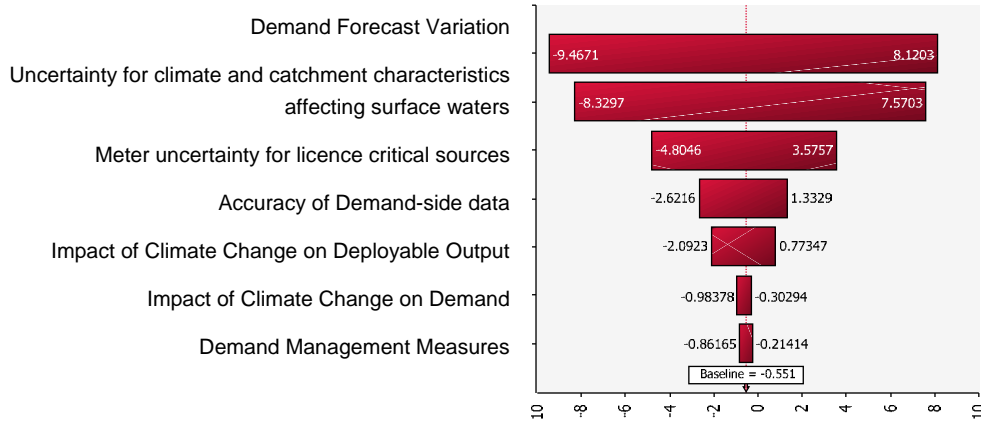 Demand Forecast Variation
-9.4671 8.1203
Uncertainty for climate and catchment characteristics
affecting surface waters
-8.3297 7.5703
Meter uncertainty for licence critical sources
-4.8046 3.5757
Accuracy of Demand-side data
-2.6216 1.3329
Impact of Climate Change on Deployable Output
-2.0923 0.77347
Impact of Climate Change on Demand
-0.98378 -0.30294
Demand Management Measures
-0.86165 -0.21414
Baseline = -0.551
-10 -8 -6 -4 -2 0 2 4 6 8 10